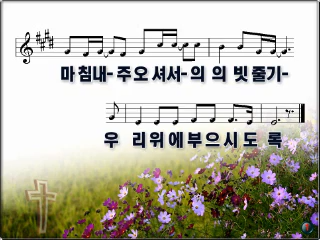 마침내- 주오셔서- 의 의 빗줄기-
우 리위에부으시도 록